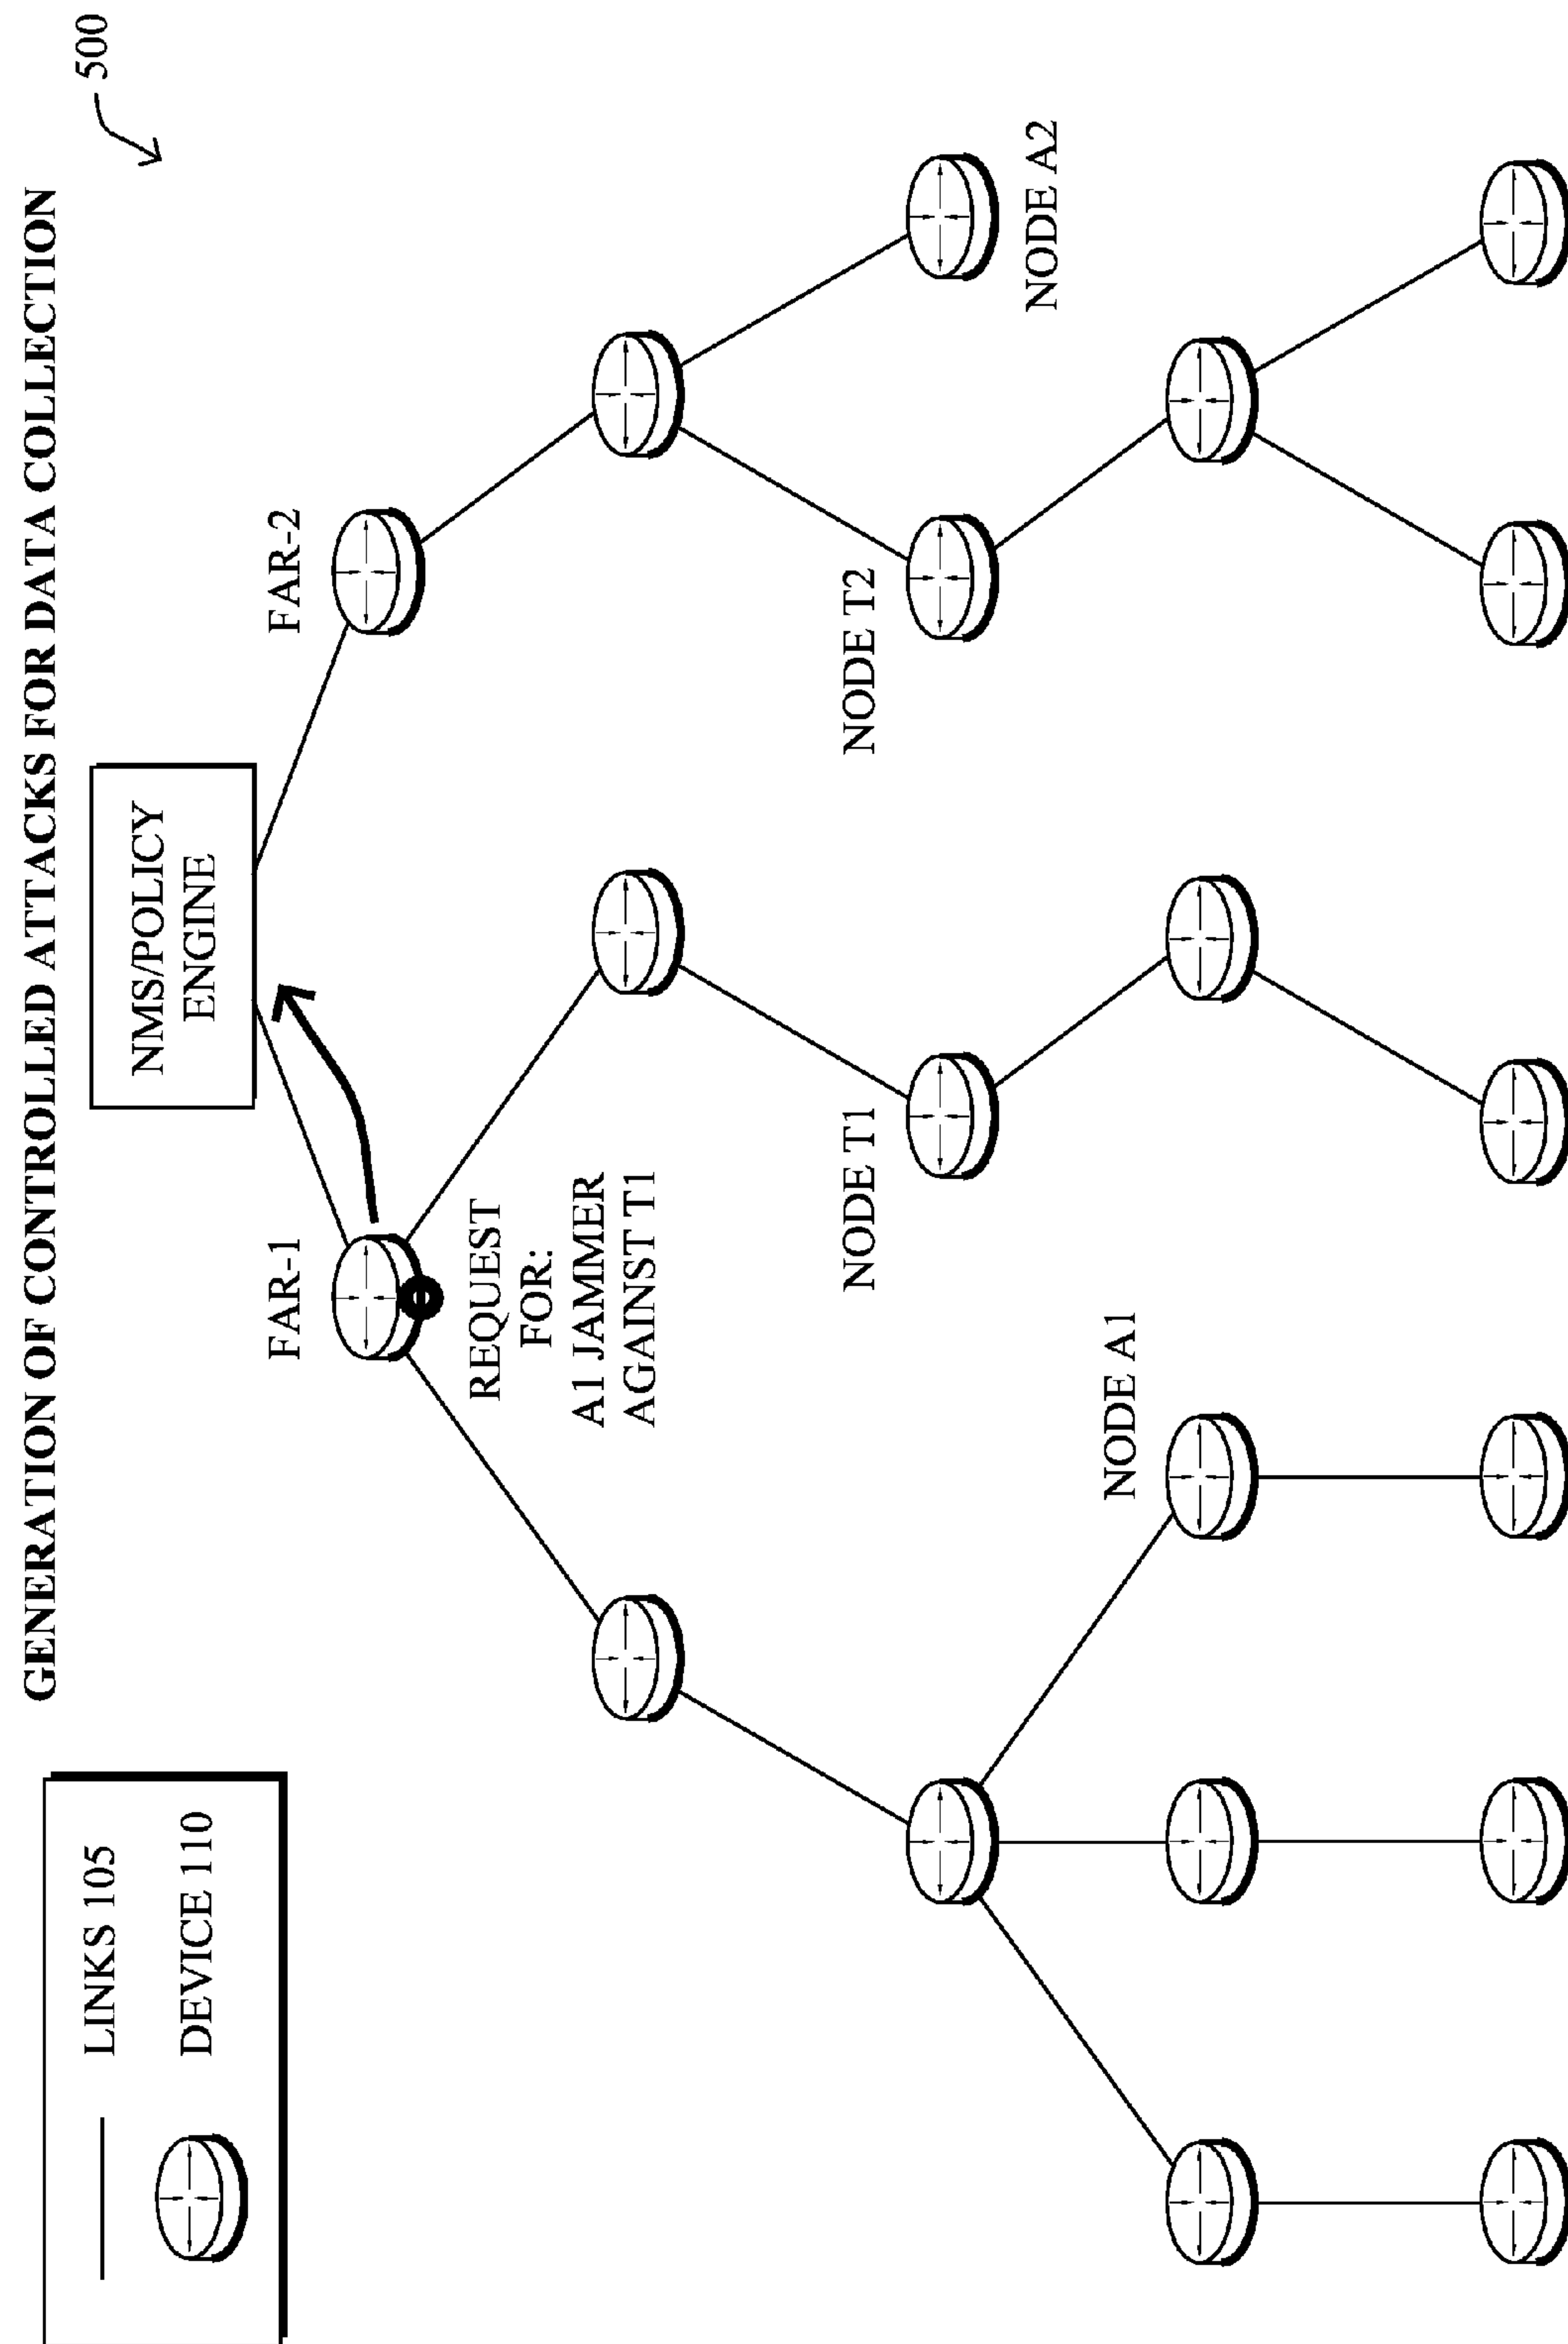 GENERATION OF CONTROLLED ATTACKS FOR DATA COLLECTION
500
LINKS 105
DEVICE 110
NMS/POLICY
ENGINE
FAR-1
FAR-2
REQUEST
FOR:
A1 JAMMER
AGAINST T1
NODE T1
NODE T2
NODE A2
NODE A1